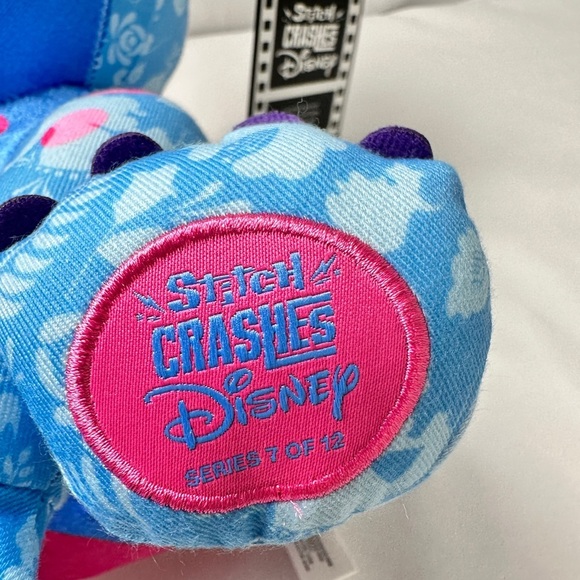 Stitch
CRASHES
Disney
Stitch
CRASHES
Disney
SERIES 7 OF 12